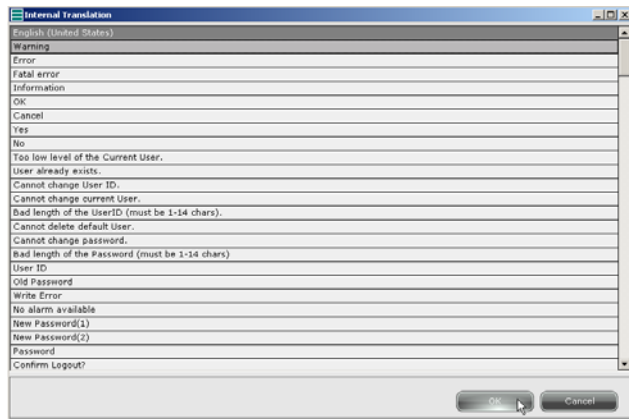 Internal Translation
English (United States)
Warning
Error
Fatal error
Information
OK
Cancel
Yes
No
Too low level of the Current User.
User already exists.
Cannot change User ID.
Cannot change current User.
Bad length of the UserID (must be 1-14 chars).
Cannot delete default User.
Cannot change password.
Bad length of the Password (must be 1-14 chars)
User ID
Old Password
Write Error
No alarm available
New Password(1)
New Password(2)
Password
Confirm Logout?
OK Cancel